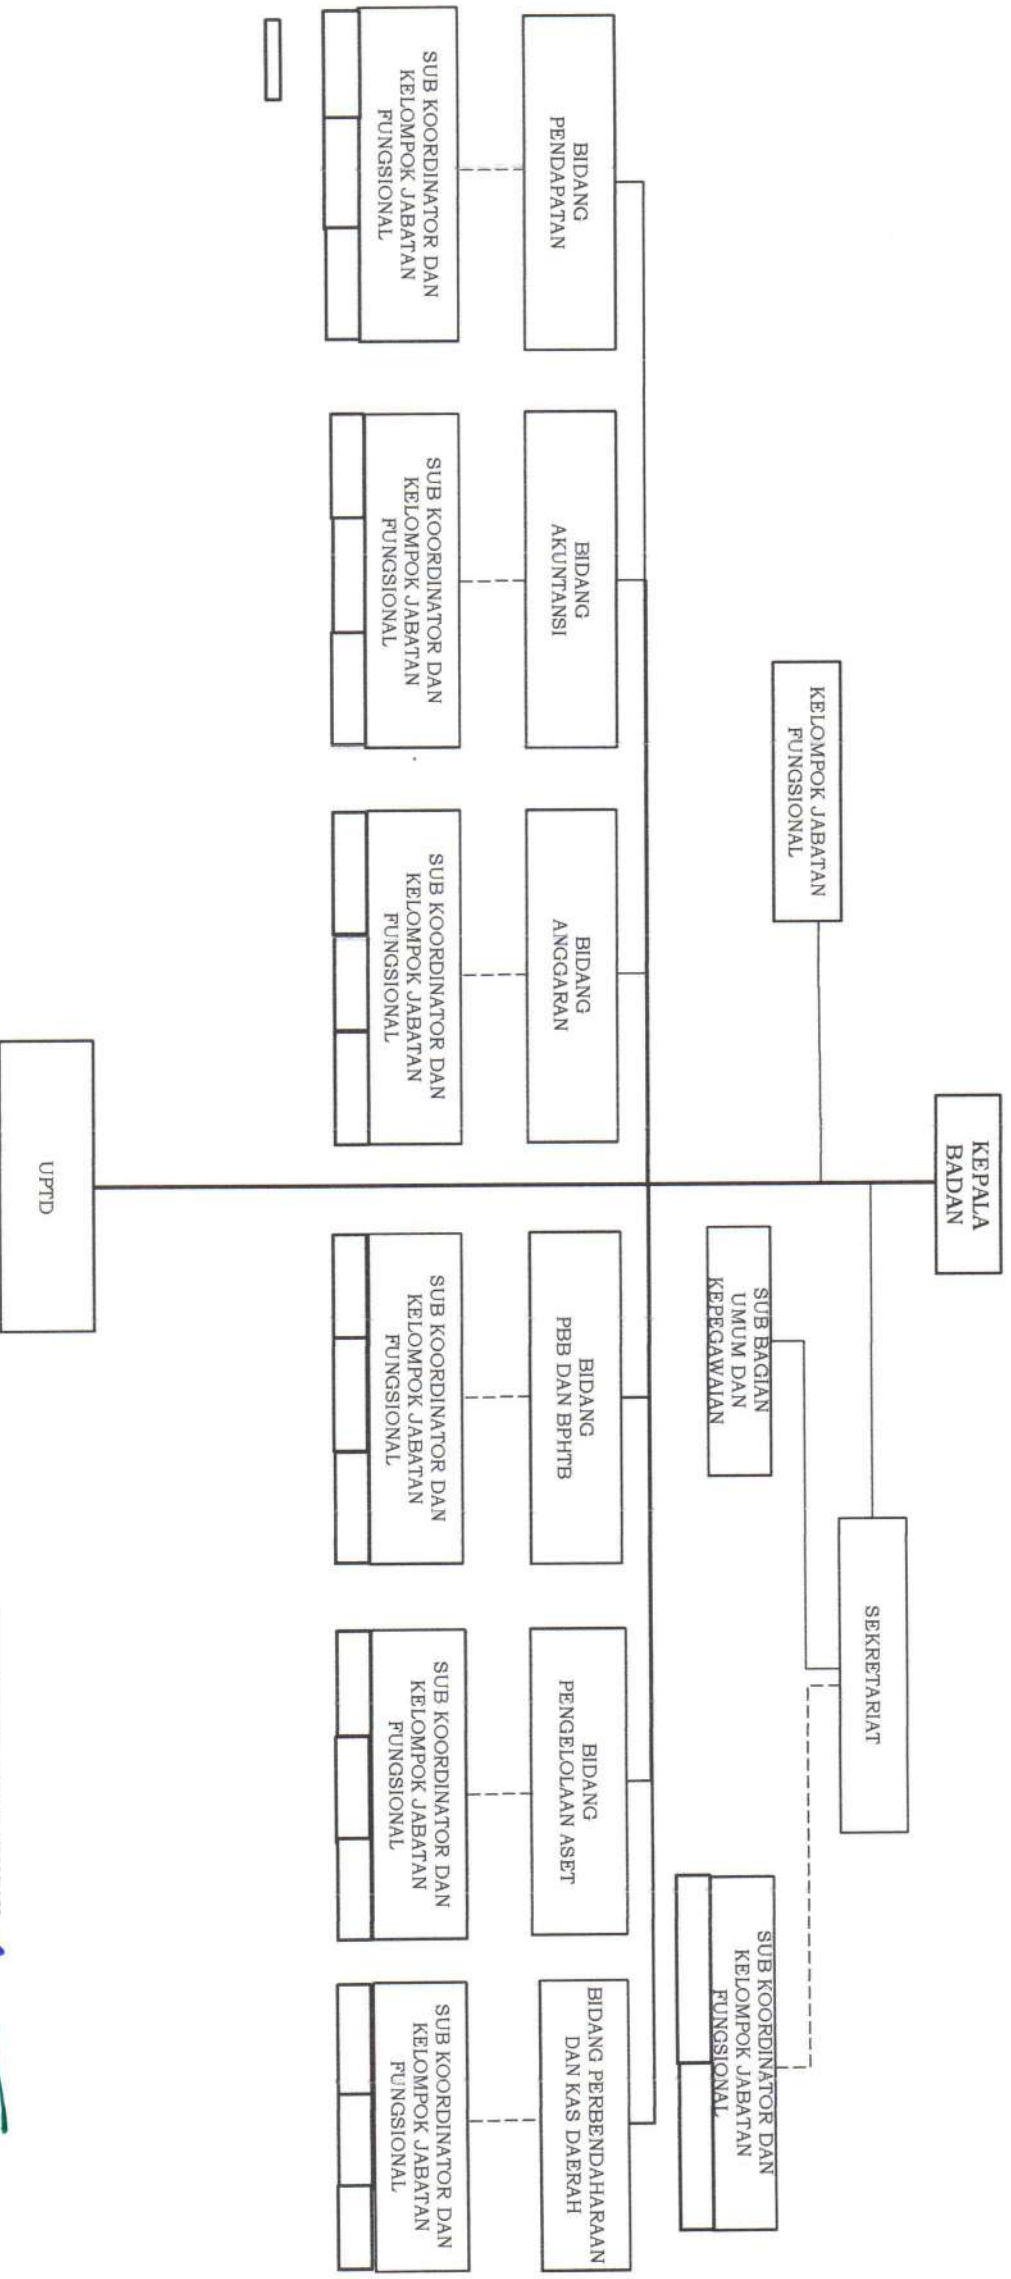 KEPALA
BADAN
SEKRETARIAT
KELOMPOK JABATAN
FUNGSIONAL
SUB BAGIAN
UMUM DAN
KEPEGAWAIAN
SUB KOORDINATOR DAN
KELOMPOK JABATAN
FUNGSIONAL
BIDANG
PENDAPATAN
BIDANG
AKUNTANSI
BIDANG
ANGGARAN
BIDANG
PBB DAN BPHTB
BIDANG
PENGELOLAAN ASET
BIDANG PERBENDAHARAAN
DAN KAS DAERAH
SUB KOORDINATOR DAN
KELOMPOK JABATAN
FUNGSIONAL
SUB KOORDINATOR DAN
KELOMPOK JABATAN
FUNGSIONAL
SUB KOORDINATOR DAN
KELOMPOK JABATAN
FUNGSIONAL
SUB KOORDINATOR DAN
KELOMPOK JABATAN
FUNGSIONAL
SUB KOORDINATOR DAN
KELOMPOK JABATAN
FUNGSIONAL
SUB KOORDINATOR DAN
KELOMPOK JABATAN
FUNGSIONAL
UPTD